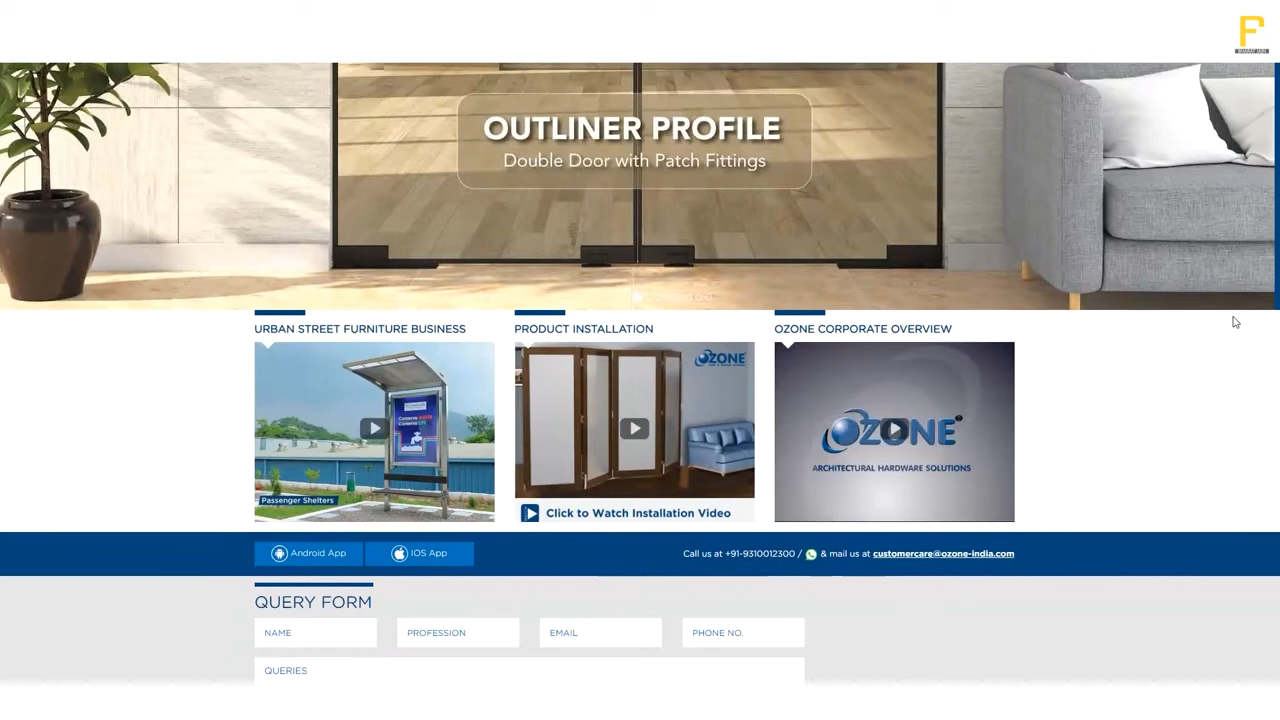 F
BHARAT JAIN
OUTLINER PROFILE
Double Door with Patch Fittings
URBAN STREET FURNITURE BUSINESS
PRODUCT INSTALLATION
OZONE CORPORATE OVERVIEW
Passenger Shelters
OZONE
Click to Watch Installation Video
OZONE
ARCHITECTURAL HARDWARE SOLUTIONS
Android App
IOS App
Call us at +91-9310012300 / & mail us at customercare@ozone-india.com
QUERY FORM
NAME
PROFESSION
EMAIL
PHONE NO.
QUERIES